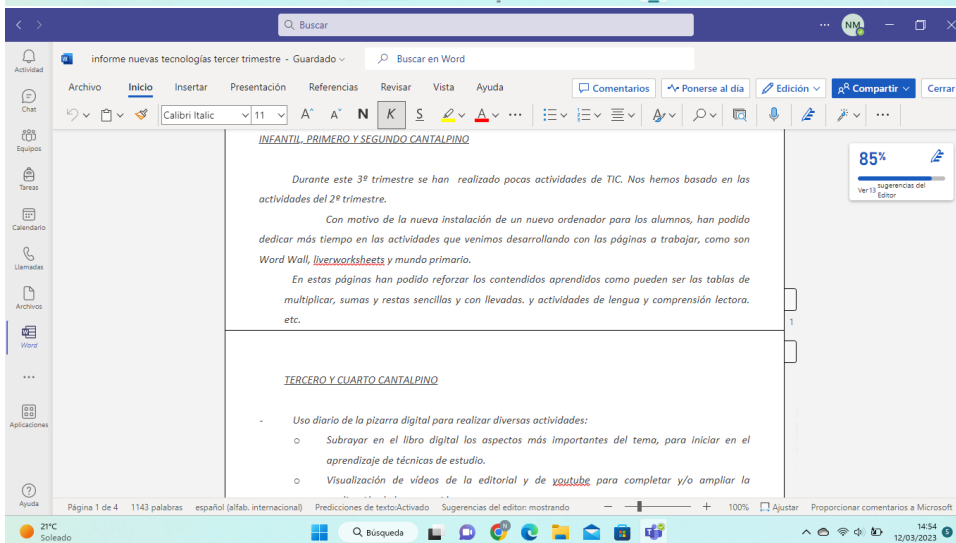 Buscar
NM
Actividad
Chat
Equipos
Tareas
Calendario
Llamadas
Archivos
Word
Aplicaciones
Ayuda
informe nuevas tecnologías tercer trimestre - Guardado
Buscar en Word
Archivo Inicio Insertar Presentación Referencias Revisar Vista Ayuda
Comentarios Ponerse al día Edición Compartir Cerrar
Calibri Italic 11 A A N K S A
INFANTIL, PRIMERO Y SEGUNDO CANTALPINO
Durante este 3º trimestre se han realizado pocas actividades de TIC. Nos hemos basado en las
actividades del 2º trimestre.
Con motivo de la nueva instalación de un nuevo ordenador para los alumnos, han podido
dedicar más tiempo en las actividades que venimos desarrollando con las páginas a trabajar, como son
Word Wall, liverworksheets y mundo primario.
En estas páginas han podido reforzar los contendidos aprendidos como pueden ser las tablas de
multiplicar, sumas y restas sencillas y con llevadas. y actividades de lengua y comprensión lectora.
etc.
1
85%
Ver 13 sugerencias del
Editor
TERCERO Y CUARTO CANTALPINO
- Uso diario de la pizarra digital para realizar diversas actividades:
o Subrayar en el libro digital los aspectos más importantes del tema, para iniciar en el
aprendizaje de técnicas de estudio.
o Visualización de vídeos de la editorial y de youtube para completar y/o ampliar la
Página 1 de 4 1143 palabras español (alfab. internacional) Predicciones de texto:Activado Sugerencias del editor: mostrando - + 100% Ajustar Proporcionar comentarios a Microsoft
21°C
Soleado
Búsqueda
14:54
12/03/2023
5